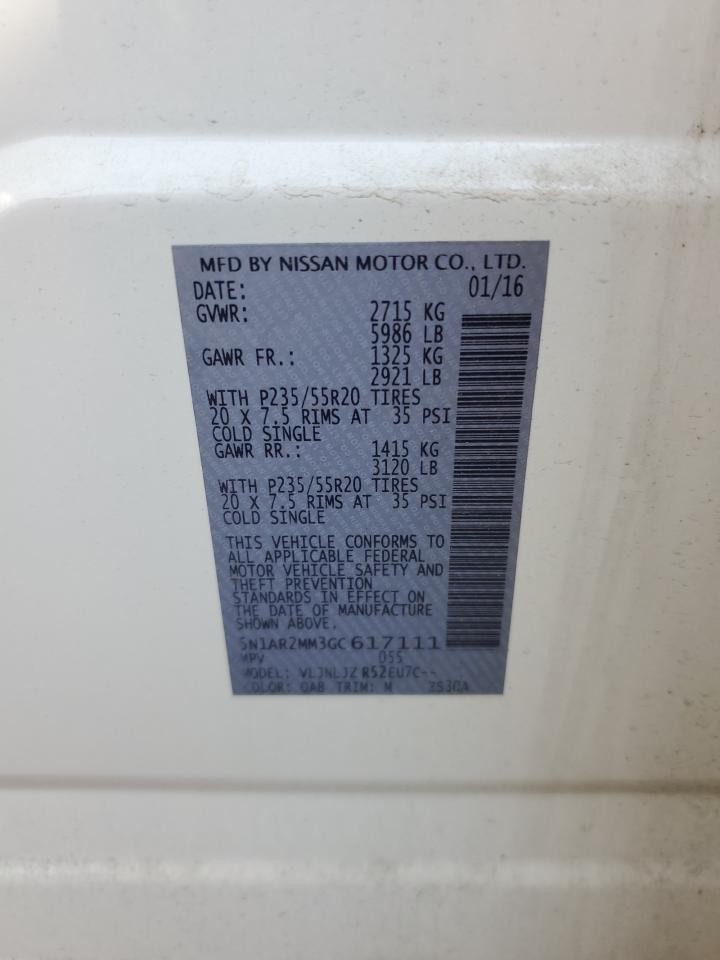 MFD BY NISSAN MOTOR CO., LTD.
DATE: 01/16
GVWR: 2715 KG
5986 LB
GAWR FR.: 1325 KG
2921 LB
WITH P235/55R20 TIRES
20 X 7.5 RIMS AT 35 PSI
COLD SINGLE
GAWR RR.: 1415 KG
3120 LB
WITH P235/55R20 TIRES
20 X 7.5 RIMS AT 35 PSI
COLD SINGLE
THIS VEHICLE CONFORMS TO
ALL APPLICABLE FEDERAL
MOTOR VEHICLE SAFETY AND
THEFT PREVENTION
STANDARDS IN EFFECT ON
THE DATE OF MANUFACTURE
SHOWN ABOVE.
5N1AR2MM3GC617111
MPV 055
MODEL: VLJNLJZ R52EU7C--
COLOR: QAB TRIM: M